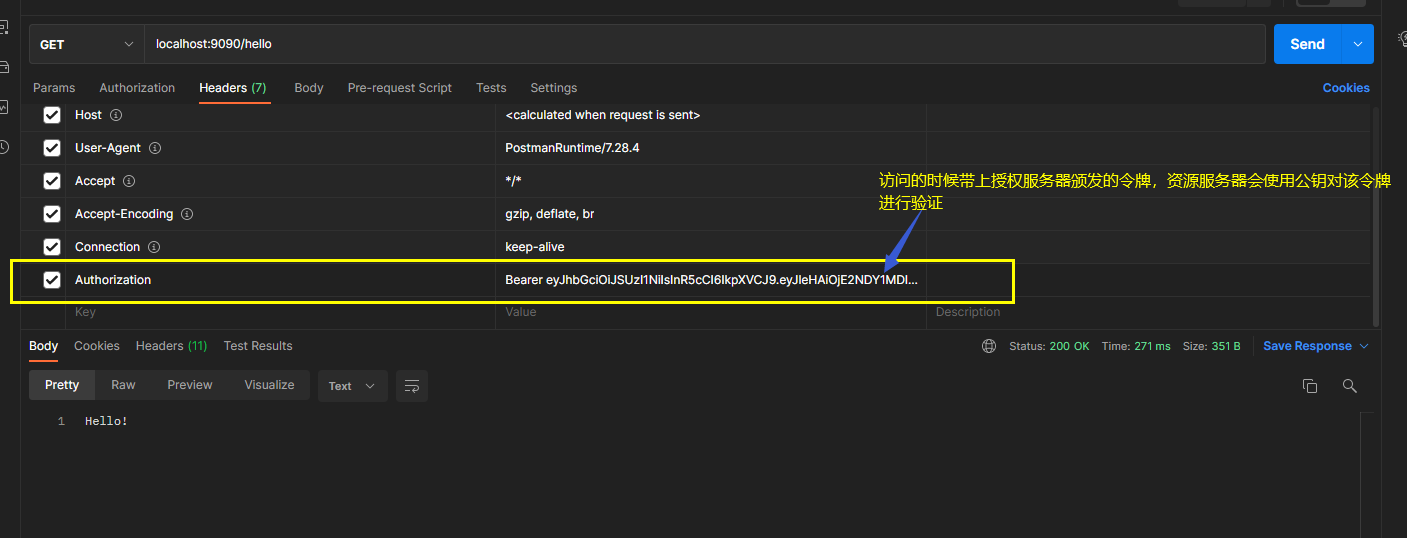 GET
localhost:9090/hello
Send
Params Authorization Headers (7) Body Pre-request Script Tests Settings Cookies
Host <calculated when request is sent>
User-Agent PostmanRuntime/7.28.4
Accept */*
访问的时候带上授权服务器颁发的令牌，资源服务器会使用公钥对该令牌
进行验证
Accept-Encoding gzip, deflate, br
Connection keep-alive
Authorization Bearer eyJhbGciOiJSUzI1NiIsInR5cCI6IkpXVCJ9.eyJleHAiOjE2NDY1MDI...
Key Value Description
Body Cookies Headers (11) Test Results Status: 200 OK Time: 271 ms Size: 351 B Save Response
Pretty Raw Preview Visualize Text
1 Hello!